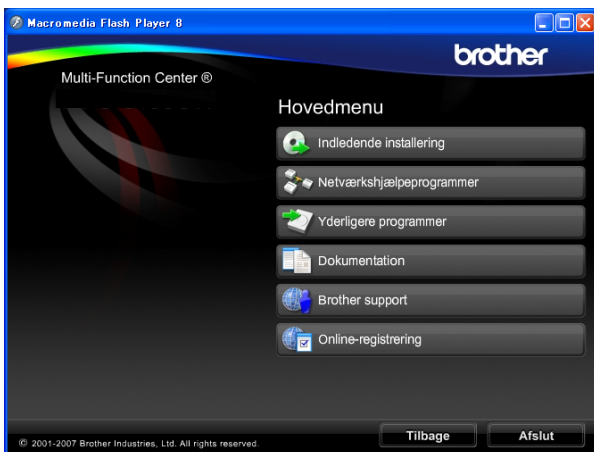 Macromedia Flash Player 8
brother
Multi-Function Center ®
Hovedmenu
Indledende installering
Netværkshjælpeprogrammer
Yderligere programmer
Dokumentation
Brother support
Online-registrering
© 2001-2007 Brother Industries, Ltd. All rights reserved.
Tilbage
Afslut